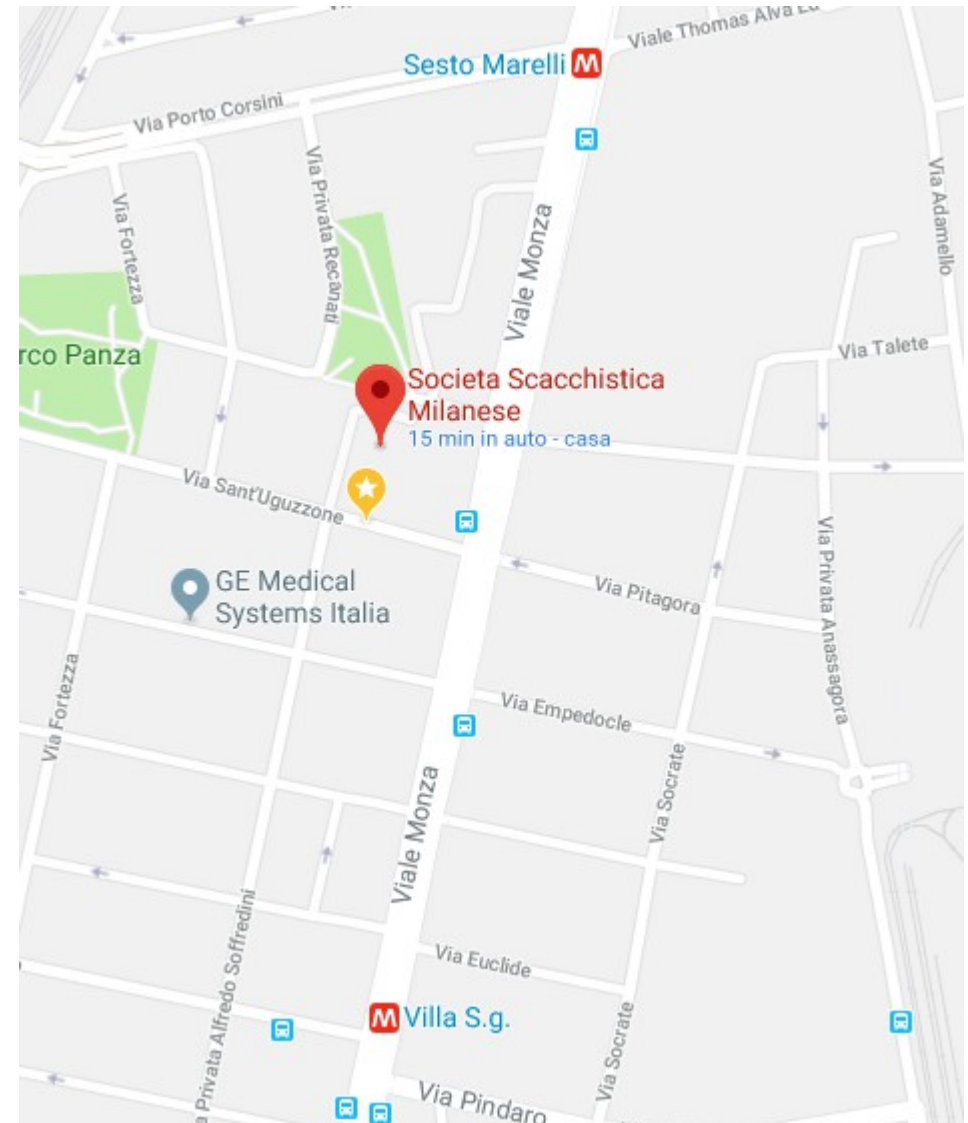 Viale Thomas Alva Ed
Sesto Marelli M
Via Porto Corsini
Via Privata Recanati
Via Adamello
Via Fortezza
Viale Monza
Via Talete
rco Panza
Societa Scacchistica
Milanese
15 min in auto - casa
Via Sant'Uguzzone
Via Privata Anassagora
GE Medical
Systems Italia
Via Pitagora
Via Fortezza
Via Empedocle
Via Socrate
Viale Monza
Via Privata Alfredo Soffredini
Via Euclide
M Villa S.g.
Via Socrate
Via Pindaro